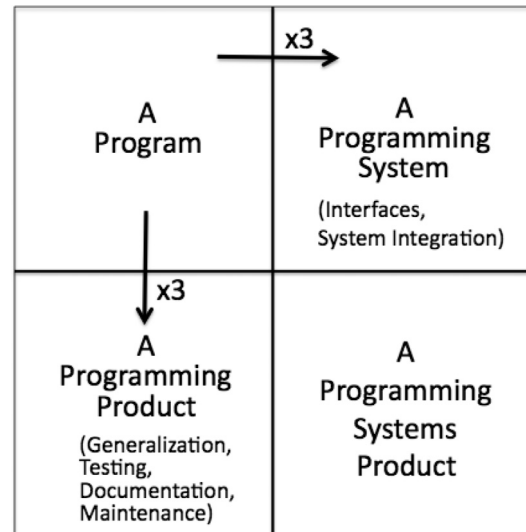 x3
A
Program
A
Programming
System
(Interfaces,
System Integration)
x3
A
Programming
Product
(Generalization,
Testing,
Documentation,
Maintenance)
A
Programming
Systems
Product